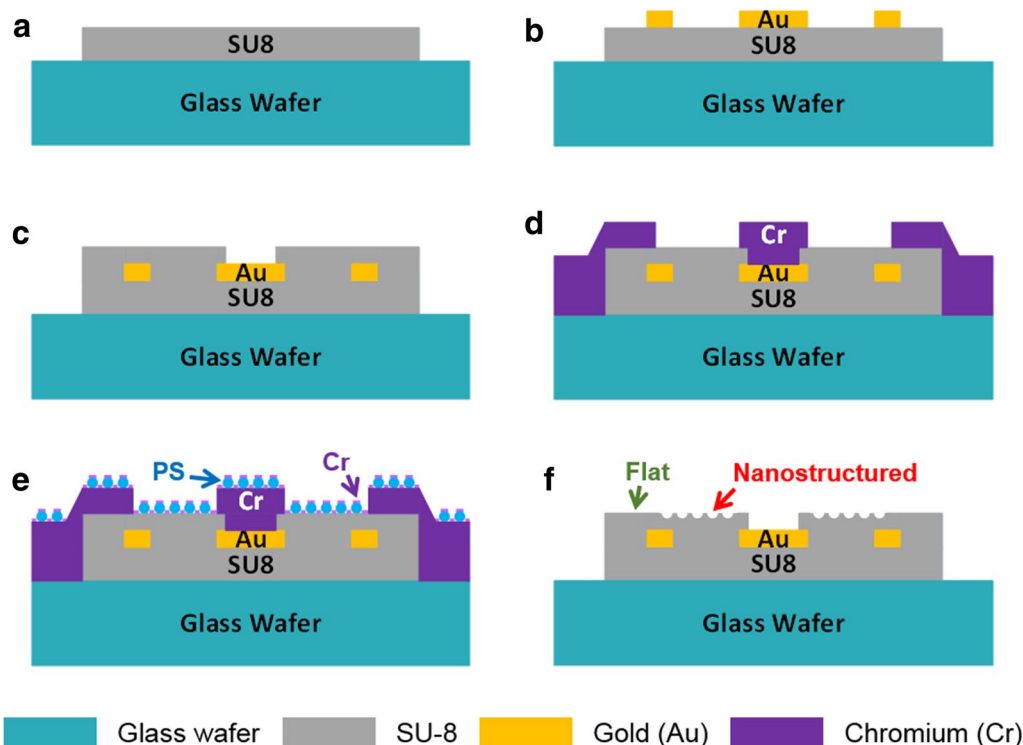 a
SU8
Glass Wafer
b
Au
SU8
Glass Wafer
c
Au
SU8
Glass Wafer
d
Cr
Au
SU8
Glass Wafer
e
PS
Cr
Cr
Au
SU8
Glass Wafer
f
Flat
Nanostructured
Au
SU8
Glass Wafer
Glass wafer
SU-8
Gold (Au)
Chromium (Cr)